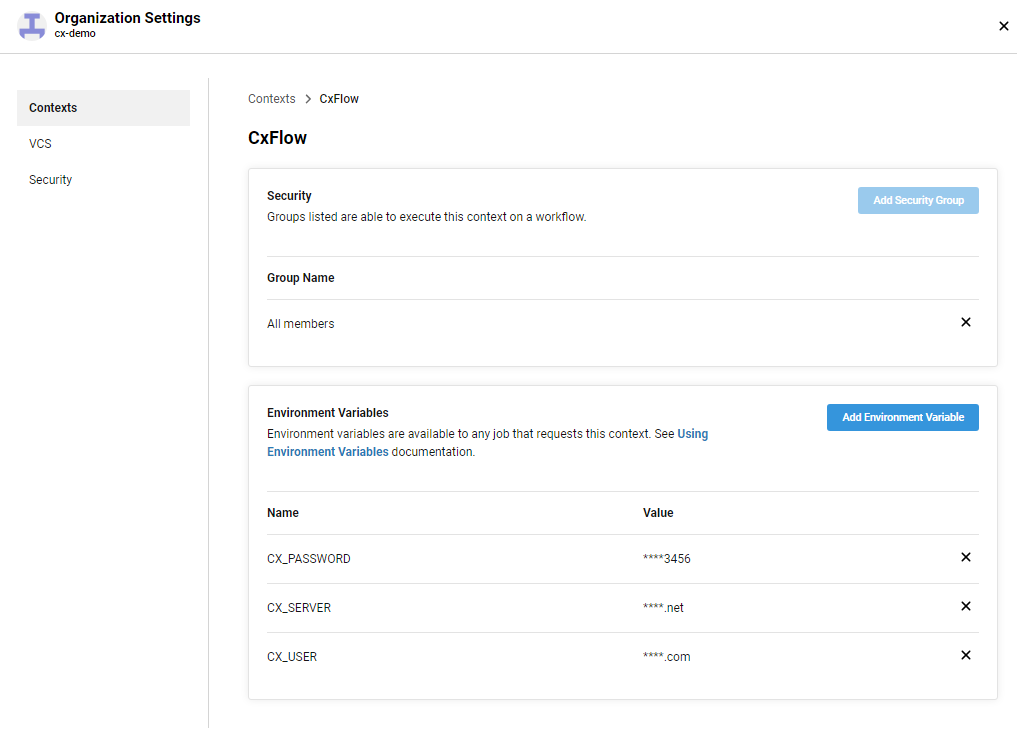 Organization Settings
cx-demo
Contexts
VCS
Security
Contexts > CxFlow
CxFlow
Security
Groups listed are able to execute this context on a workflow.
Add Security Group
Group Name
All members
Environment Variables
Environment variables are available to any job that requests this context. See Using
Environment Variables documentation.
Add Environment Variable
Name Value
CX_PASSWORD ****3456
CX_SERVER ****.net
CX_USER ****.com